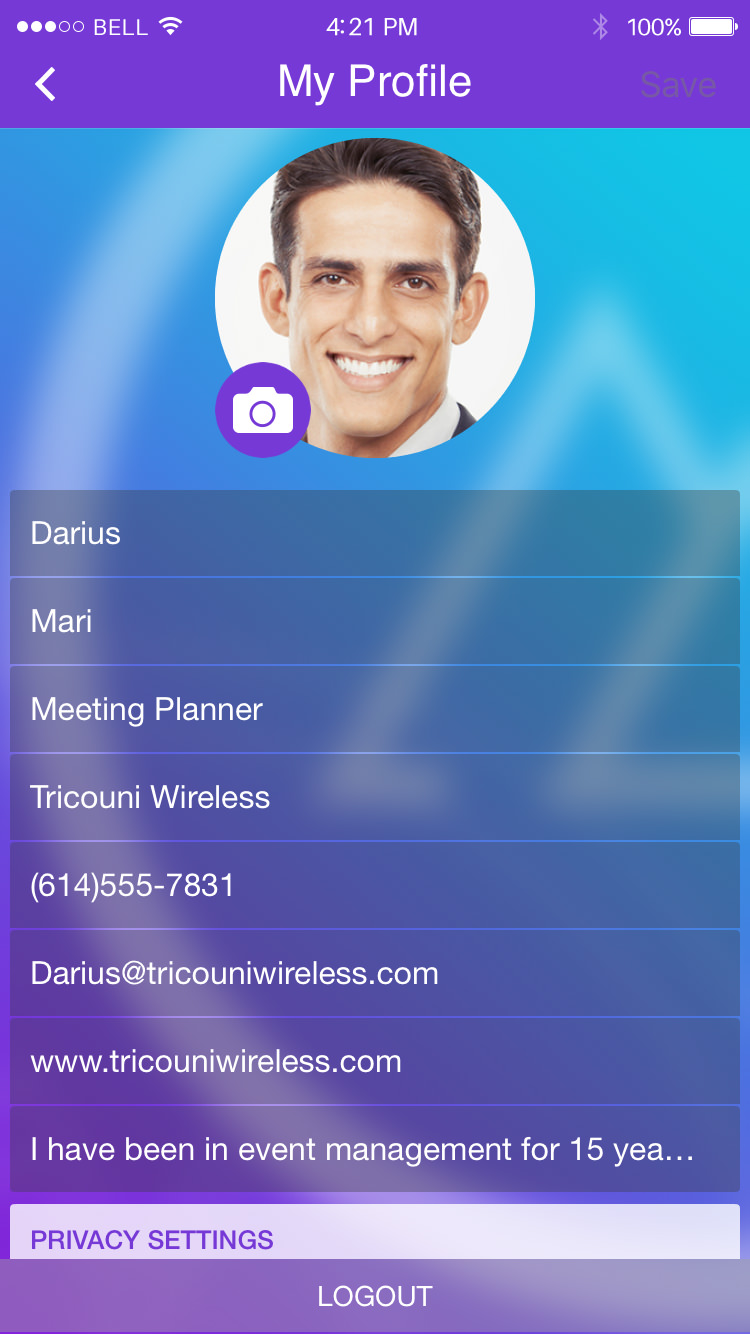 BELL 4:21 PM 100%
My Profile Save
Darius
Mari
Meeting Planner
Tricouni Wireless
(614)555-7831
Darius@tricouniwireless.com
www.tricouniwireless.com
I have been in event management for 15 yea...
PRIVACY SETTINGS
LOGOUT